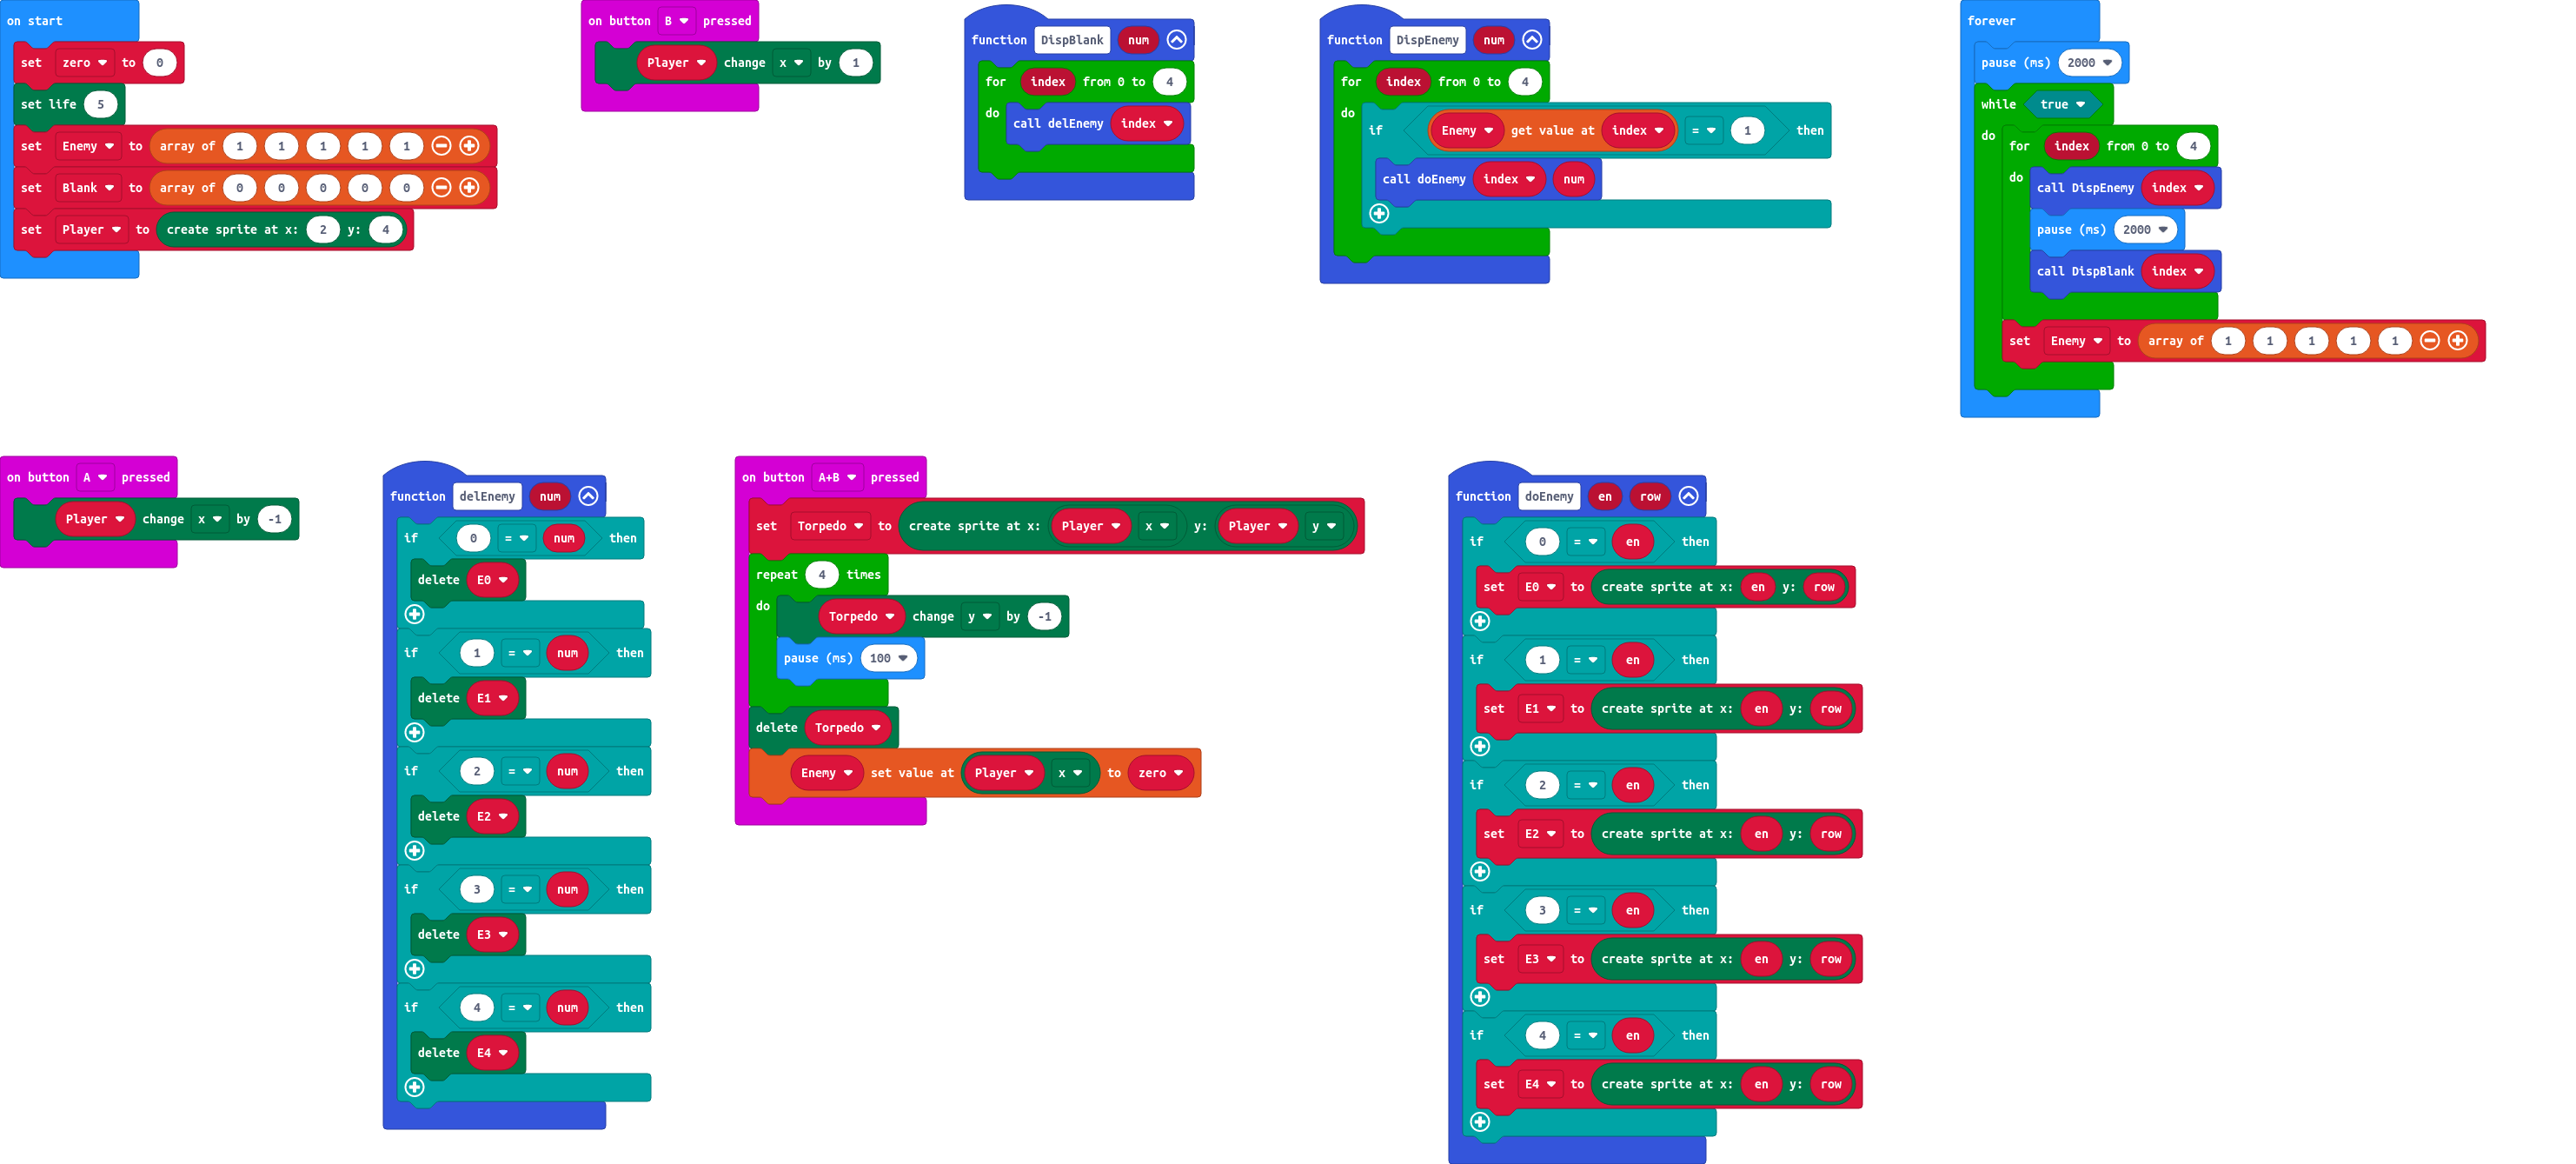 on start
set zero to 0
set life 5
set Enemy to array of 1 1 1 1 1
set Blank to array of 0 0 0 0 0
set Player to create sprite at x: 2 y: 4
on button B pressed
Player change x by 1
function DispBlank num
for index from 0 to 4
do call delEnemy index
function DispEnemy num
for index from 0 to 4
do if Enemy get value at index = 1 then
call doEnemy index num
forever
pause (ms) 2000
while true
do for index from 0 to 4
do call DispEnemy index
pause (ms) 2000
call DispBlank index
set Enemy to array of 1 1 1 1 1
on button A pressed
Player change x by -1
function delEnemy num
if 0 = num then
delete E0
if 1 = num then
delete E1
if 2 = num then
delete E2
if 3 = num then
delete E3
if 4 = num then
delete E4
on button A+B pressed
set Torpedo to create sprite at x: Player x y: Player y
repeat 4 times
do Torpedo change y by -1
pause (ms) 100
delete Torpedo
Enemy set value at Player x to zero
function doEnemy en row
if 0 = en then
set E0 to create sprite at x: en y: row
if 1 = en then
set E1 to create sprite at x: en y: row
if 2 = en then
set E2 to create sprite at x: en y: row
if 3 = en then
set E3 to create sprite at x: en y: row
if 4 = en then
set E4 to create sprite at x: en y: row